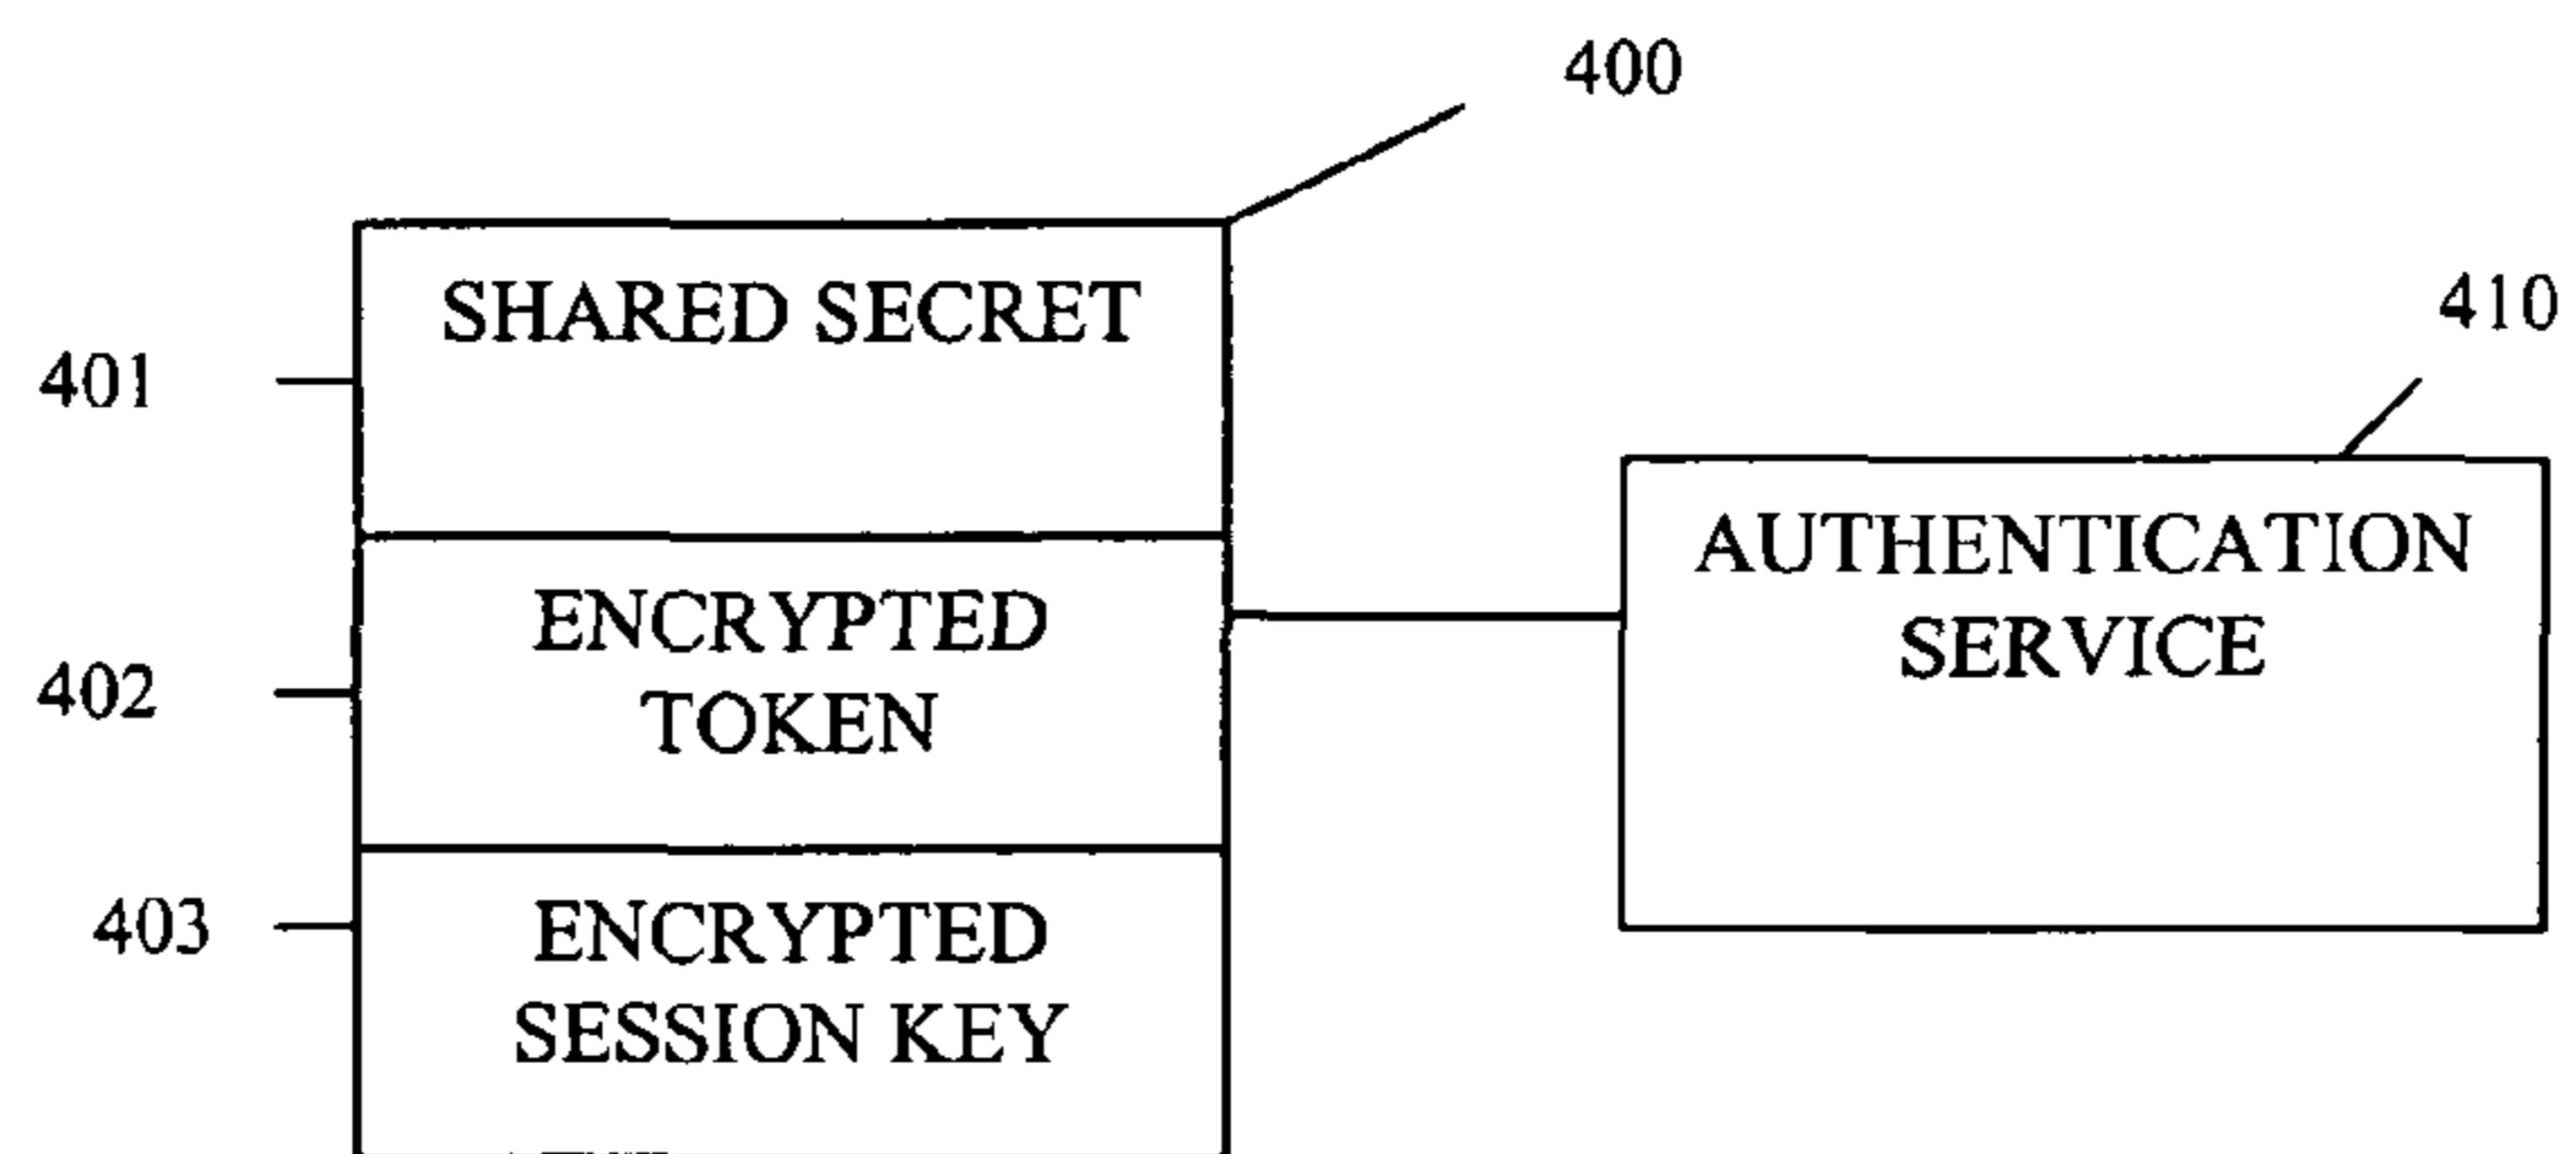 400
SHARED SECRET
410
401
AUTHENTICATION
SERVICE
ENCRYPTED
TOKEN
402
ENCRYPTED
SESSION KEY
403